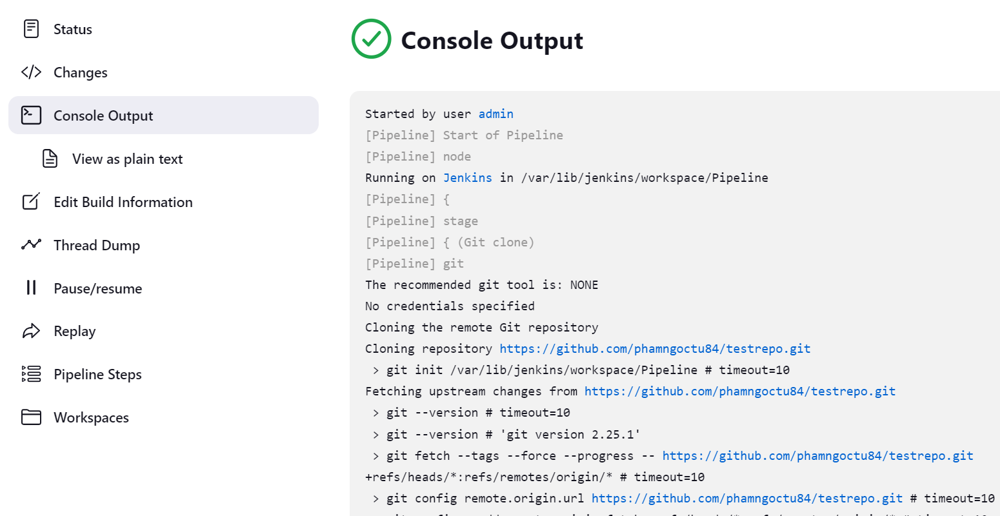 Status
Changes
Console Output
View as plain text
Edit Build Information
Thread Dump
Pause/resume
Replay
Pipeline Steps
Workspaces
Console Output
Started by user admin
[Pipeline] Start of Pipeline
[Pipeline] node
Running on Jenkins in /var/lib/jenkins/workspace/Pipeline
[Pipeline] {
[Pipeline] stage
[Pipeline] { (Git clone)
[Pipeline] git
The recommended git tool is: NONE
No credentials specified
Cloning the remote Git repository
Cloning repository https://github.com/phamngoctu84/testrepo.git
> git init /var/lib/jenkins/workspace/Pipeline # timeout=10
Fetching upstream changes from https://github.com/phamngoctu84/testrepo.git
> git --version # timeout=10
> git --version # 'git version 2.25.1'
> git fetch --tags --force --progress -- https://github.com/phamngoctu84/testrepo.git
+refs/heads/*:refs/remotes/origin/* # timeout=10
> git config remote.origin.url https://github.com/phamngoctu84/testrepo.git # timeout=10